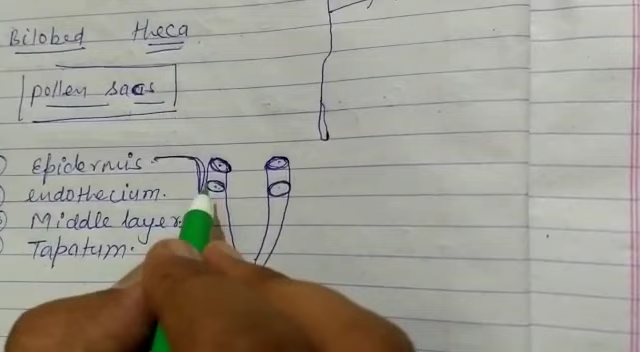 Bilobed Theca
pollen sacs
Epidermis
endothecium.
Middle layer
Tapatum.